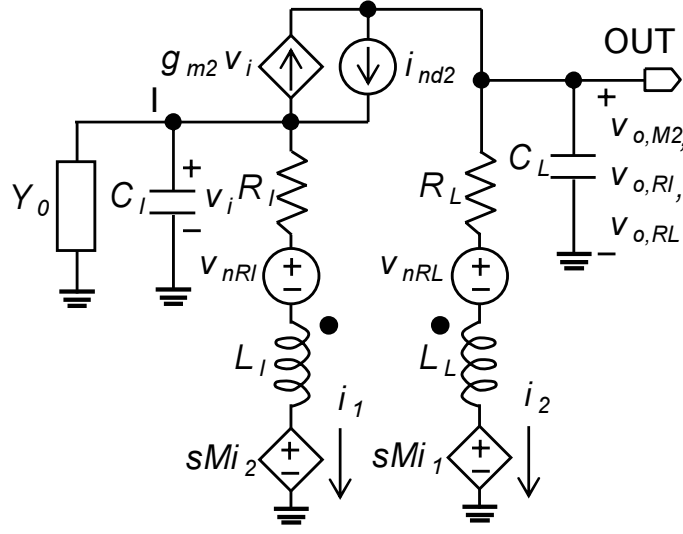 OUT
g m2 v i
i nd2
I
+
v o,M2,
v o,RI,
v o,RL
−
Y 0
C I
+
v i
−
R I
R L
C L
v nRI
+
−
v nRL
+
−
L I
L L
i 1
i 2
sMi 2
+
−
sMi 1
+
−